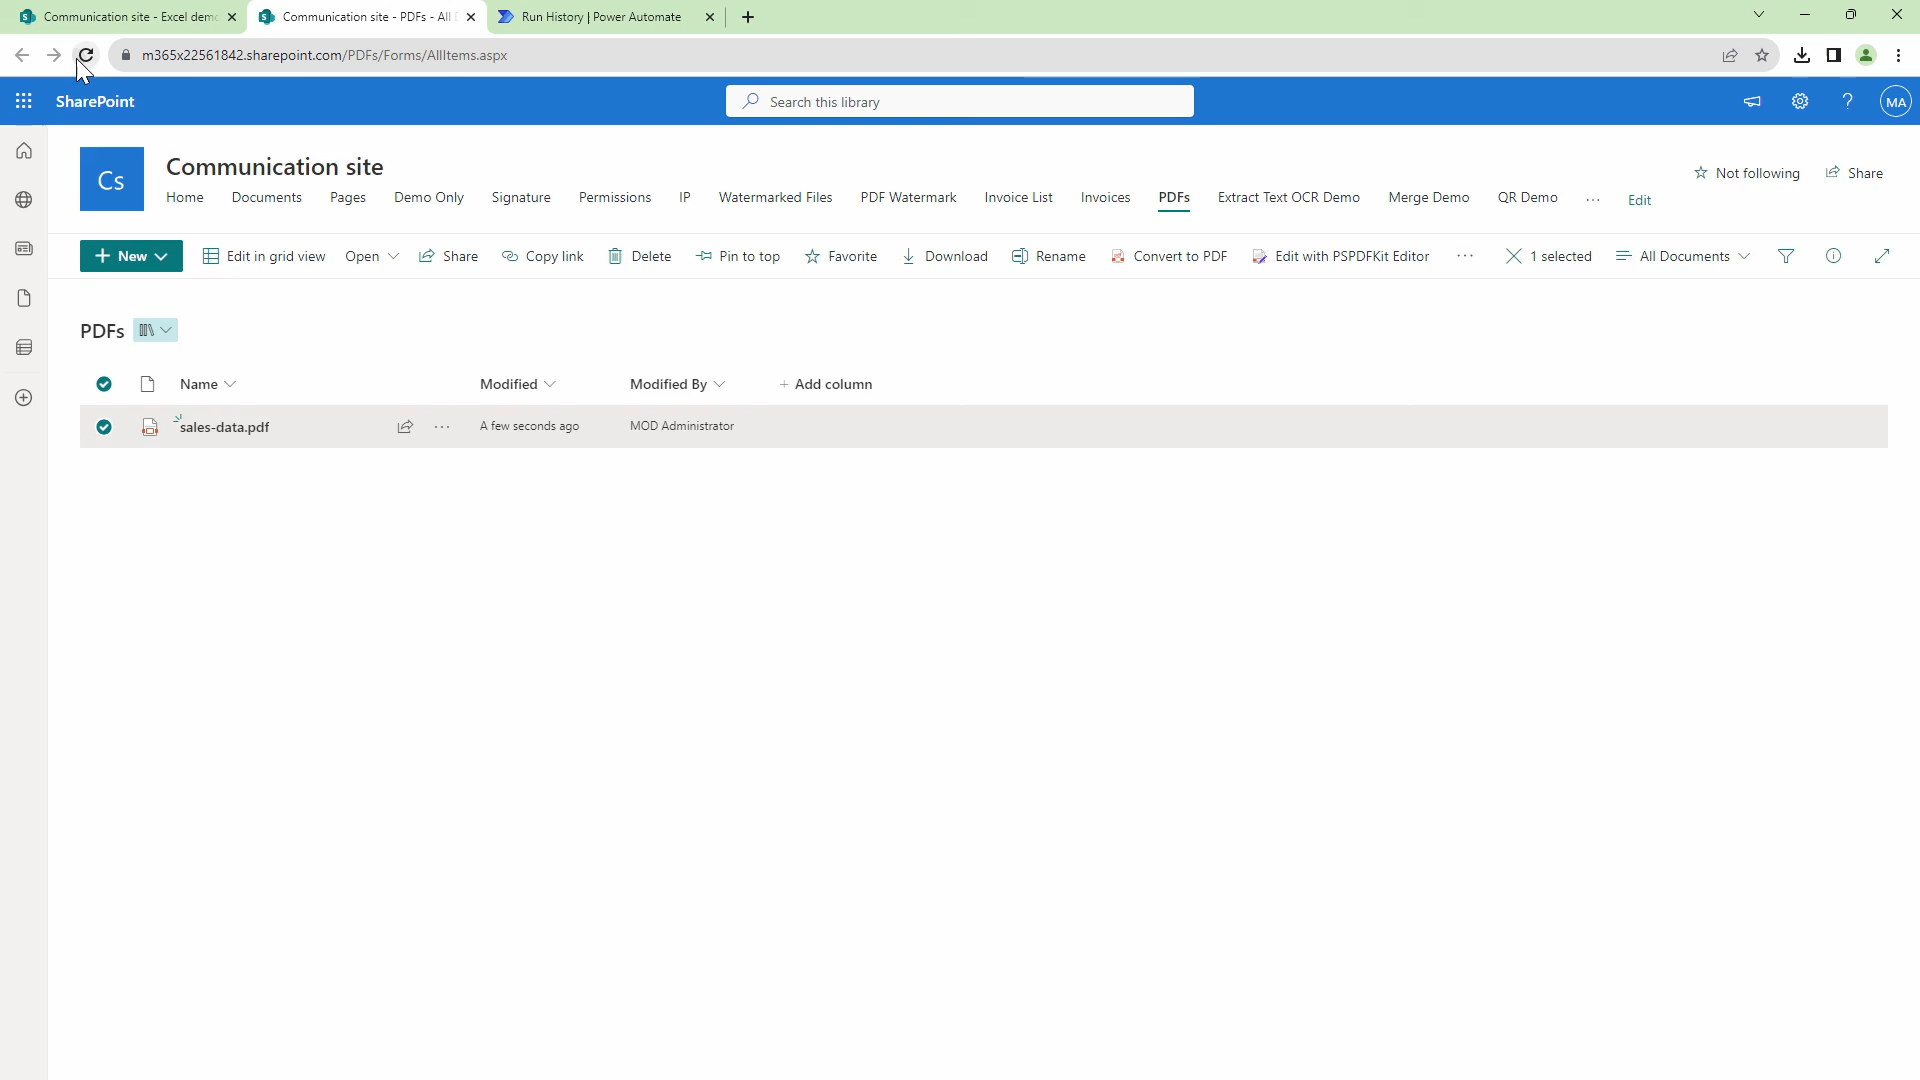 Communication site - Excel demo
Communication site - PDFs - All
Run History | Power Automate
m365x22561842.sharepoint.com/PDFs/Forms/AllItems.aspx
SharePoint
Search this library
MA
Cs
Communication site
Not following
Share
Home
Documents
Pages
Demo Only
Signature
Permissions
IP
Watermarked Files
PDF Watermark
Invoice List
Invoices
PDFs
Extract Text OCR Demo
Merge Demo
QR Demo
Edit
New
Edit in grid view
Open
Share
Copy link
Delete
Pin to top
Favorite
Download
Rename
Convert to PDF
Edit with PSPDFKit Editor
1 selected
All Documents
PDFs
Name
Modified
Modified By
Add column
sales-data.pdf
A few seconds ago
MOD Administrator